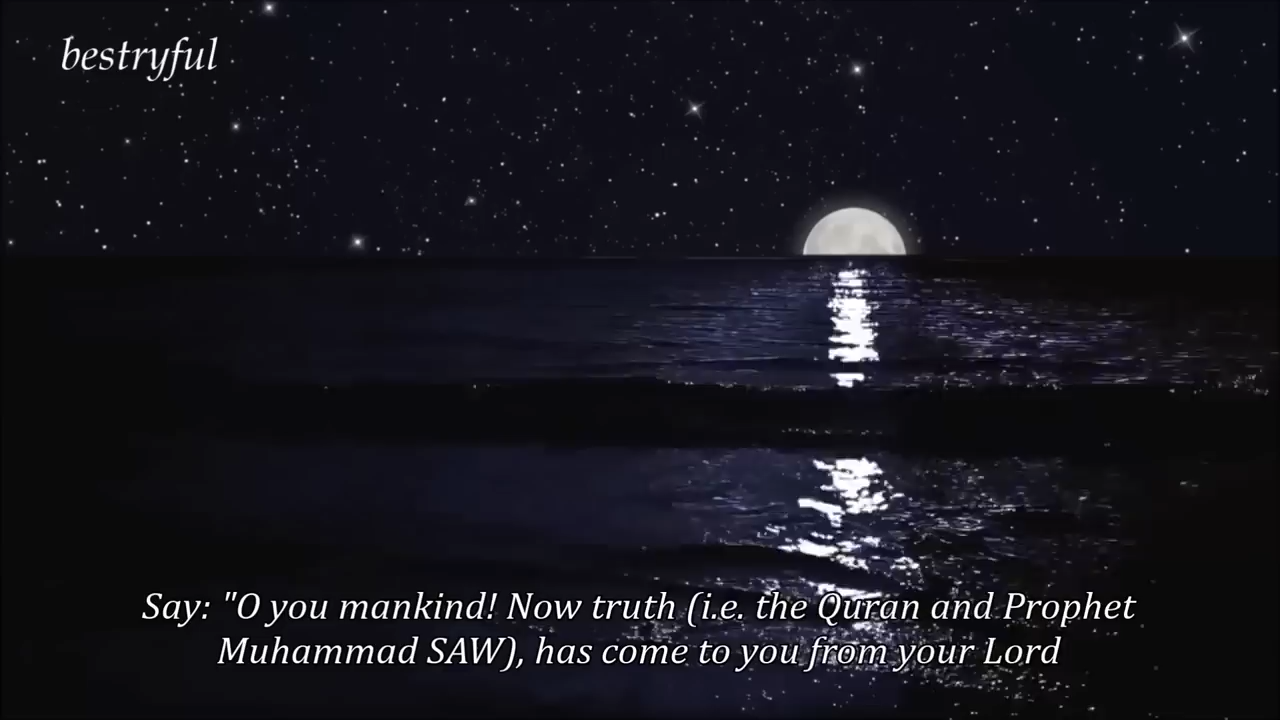 bestryful
Say: "O you mankind! Now truth (i.e. the Quran and Prophet
Muhammad SAW), has come to you from your Lord